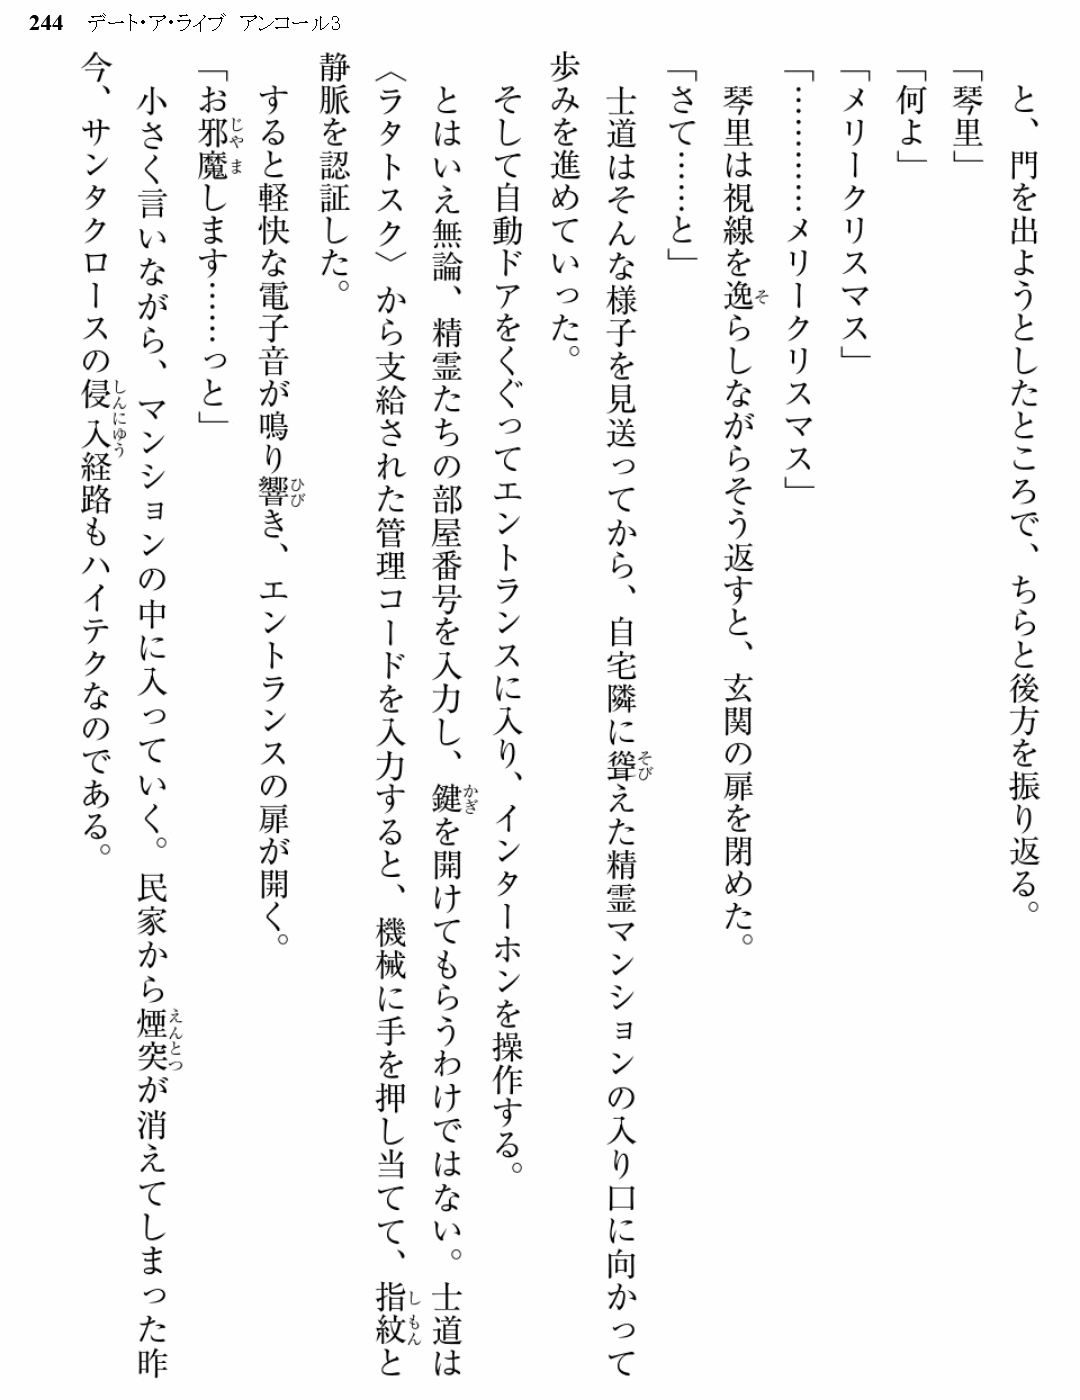 244 デート・ア・ライブ アンコール3
と、門を出ようとしたところで、ちらと後方を振り返る。
「琴里」
「何よ」
「メリークリスマス」
「…………メリークリスマス」
琴里は視線を逸らしながらそう返すと、玄関の扉を閉めた。
「さて……と」
士道はそんな様子を見送ってから、自宅隣に聳えた精霊マンションの入り口に向かって
歩みを進めていった。
そして自動ドアをくぐってエントランスに入り、インターホンを操作する。
とはいえ無論、精霊たちの部屋番号を入力し、鍵を開けてもらうわけではない。士道は
〈ラタトスク〉から支給された管理コードを入力すると、機械に手を押し当てて、指紋と
静脈を認証した。
すると軽快な電子音が鳴り響き、エントランスの扉が開く。
「お邪魔します……っと」
小さく言いながら、マンションの中に入っていく。民家から煙突が消えてしまった昨
今、サンタクロースの侵入経路もハイテクなのである。